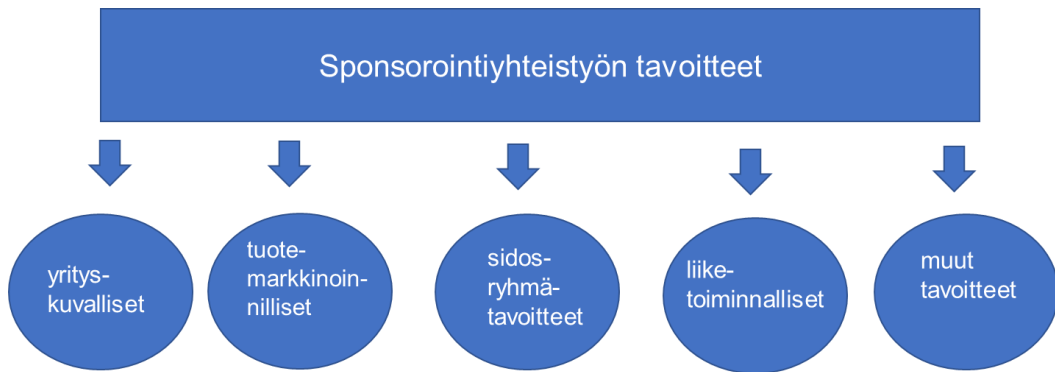 Sponsorointiyhteistyön tavoitteet
yritys-
kuvalliset
tuote-
markkinoin-
nilliset
sidos-
ryhmä-
tavoitteet
liike-
toiminnalliset
muut
tavoitteet